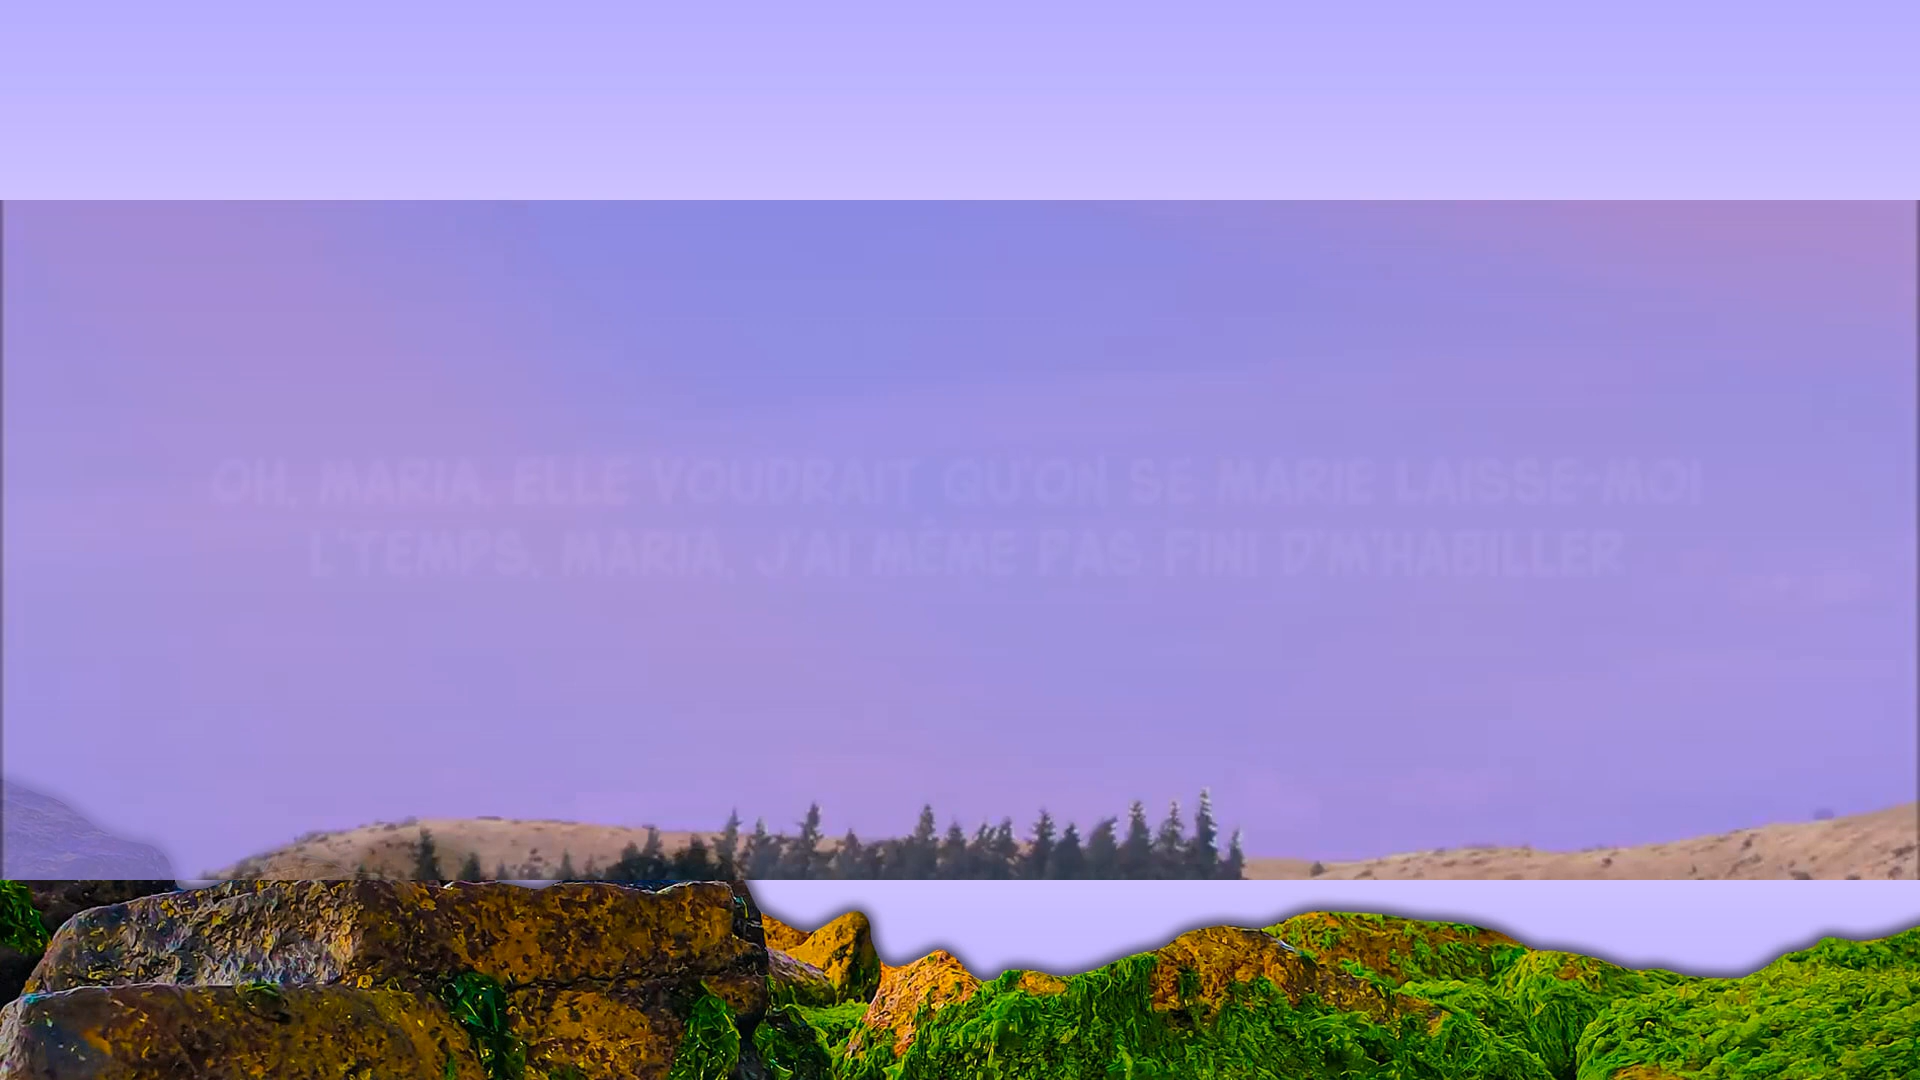 OH, MARIA, ELLE VOUDRAIT QU'ON SE MARIE LAISSE-MOI
L'TEMPS, MARIA, J'AI MÊME PAS FINI D'M'HABILLER